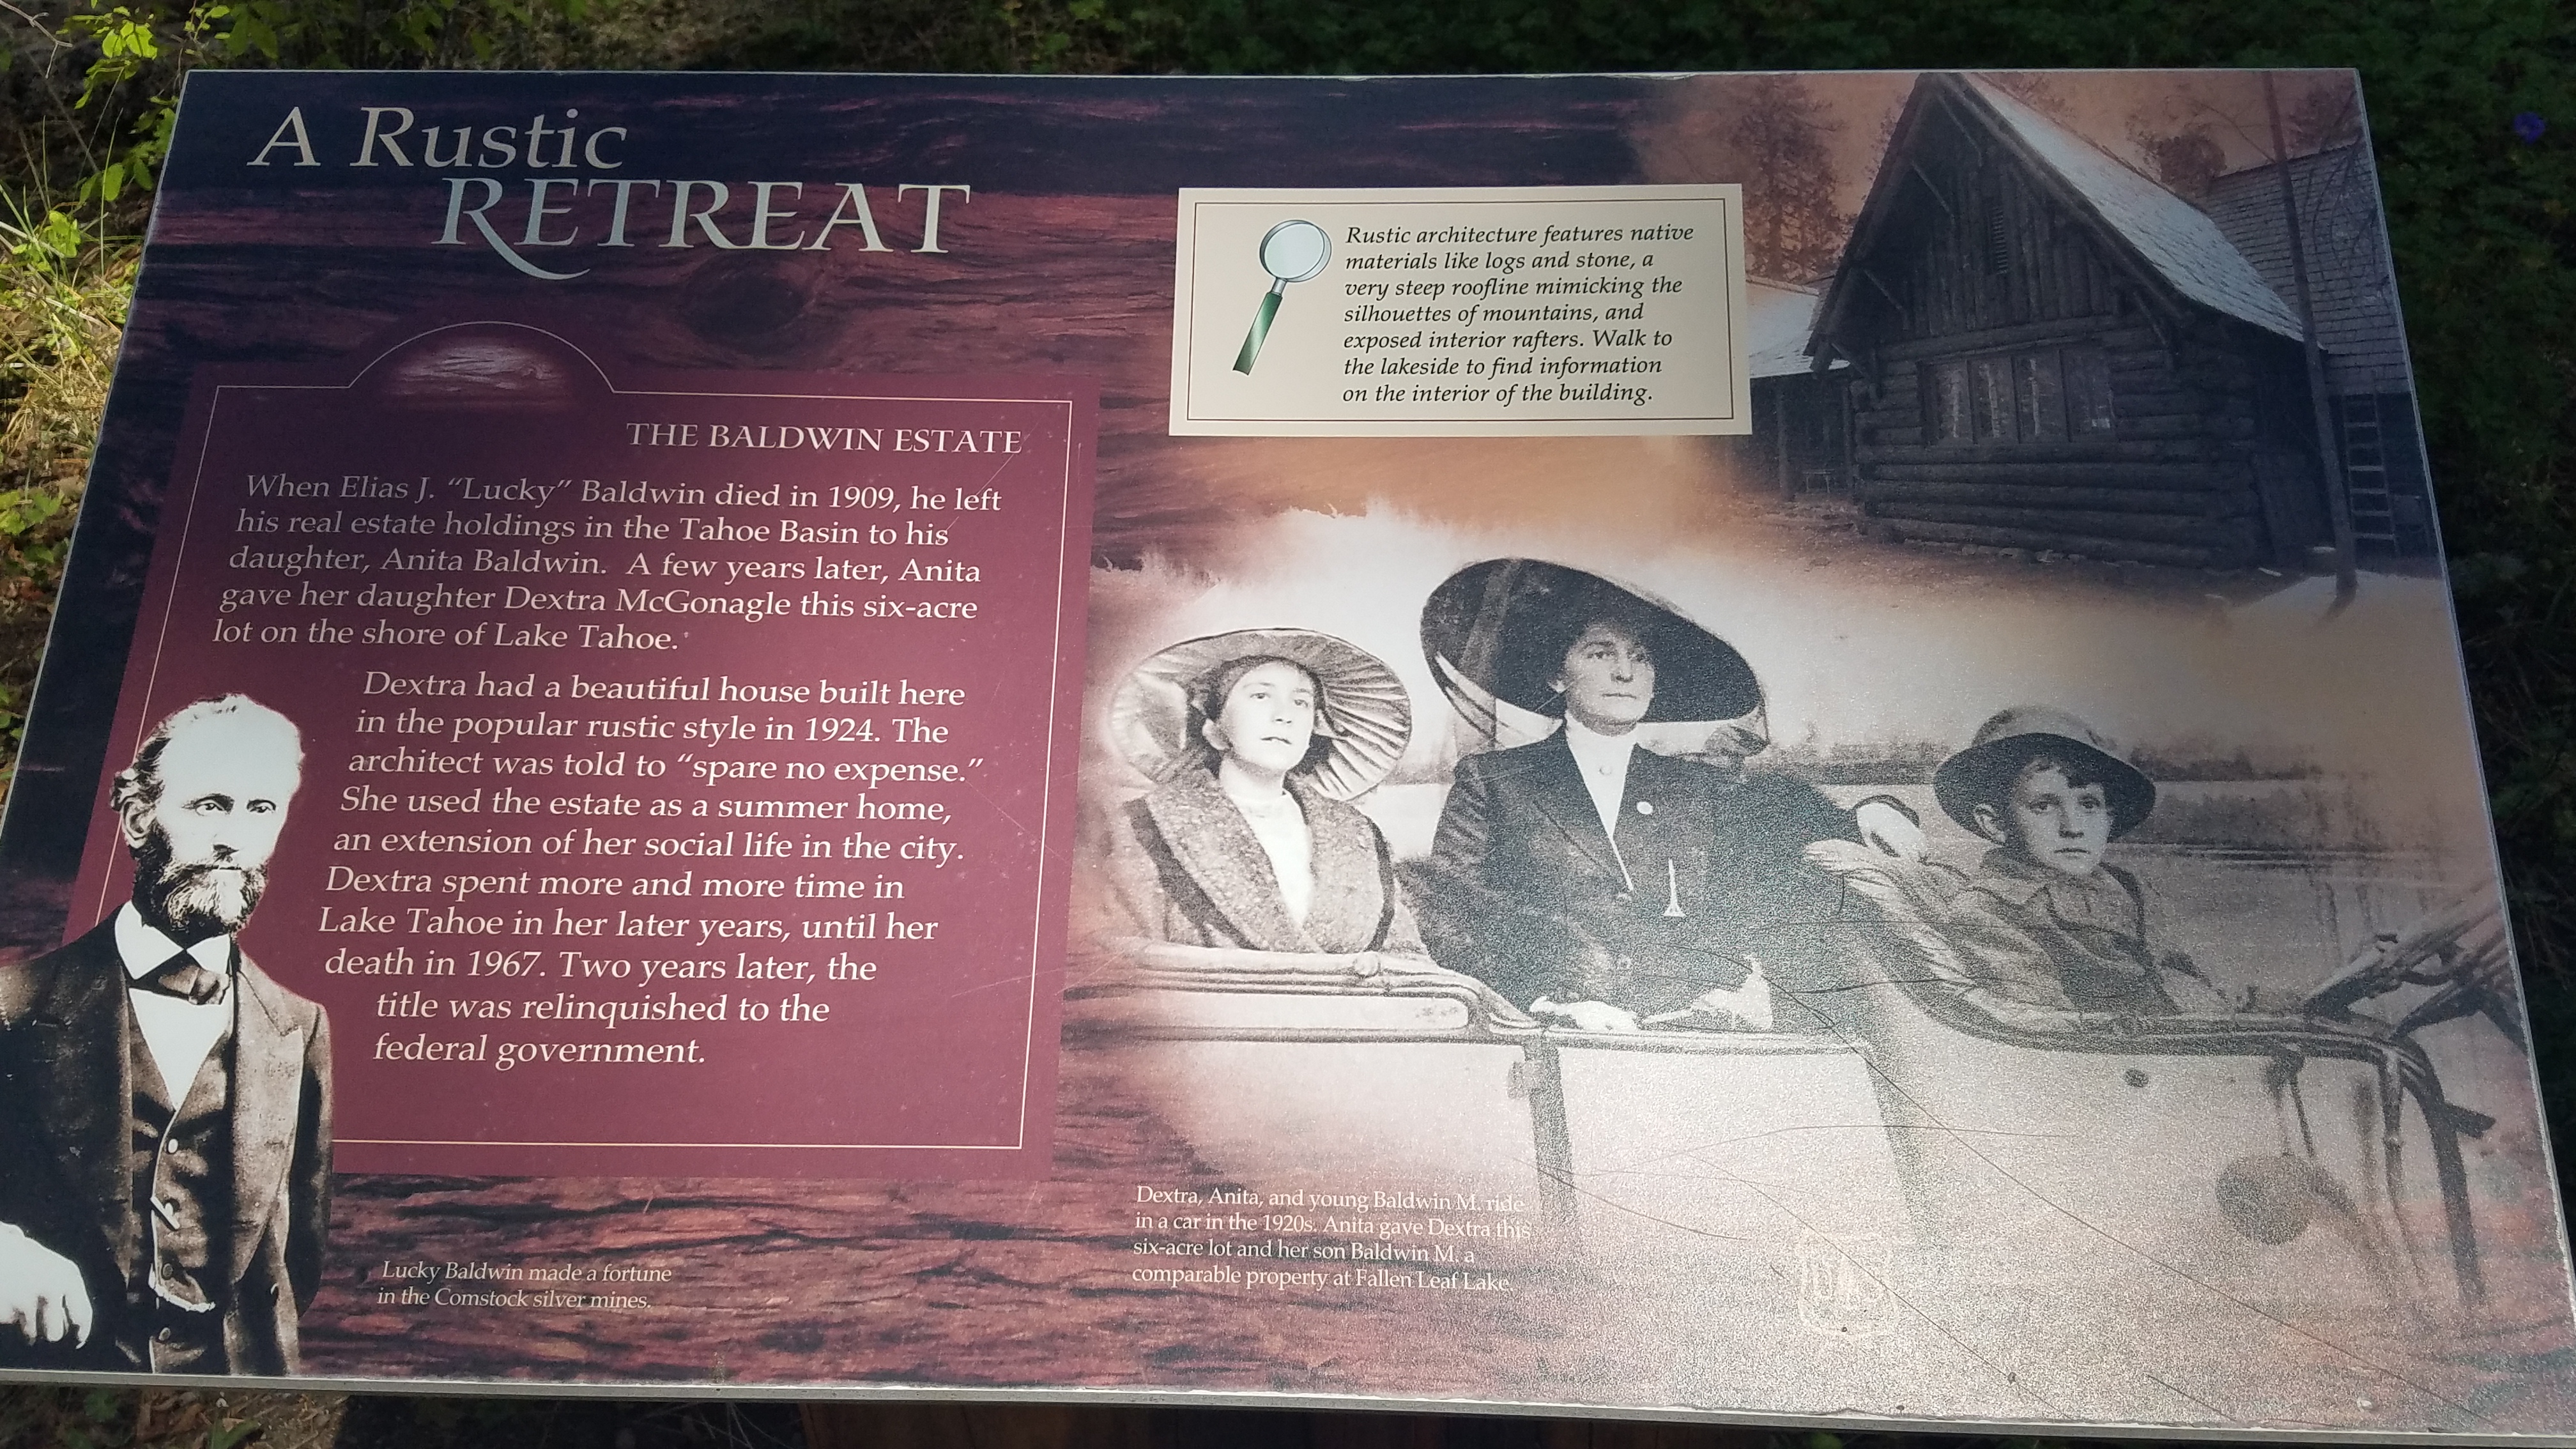 A Rustic
RETREAT
Rustic architecture features native
materials like logs and stone, a
very steep roofline mimicking the
silhouettes of mountains, and
exposed interior rafters. Walk to
the lakeside to find information
on the interior of the building.
THE BALDWIN ESTATE
When Elias J. “Lucky” Baldwin died in 1909, he left
his real estate holdings in the Tahoe Basin to his
daughter, Anita Baldwin. A few years later, Anita
gave her daughter Dextra McGonagle this six-acre
lot on the shore of Lake Tahoe.
Dextra had a beautiful house built here
in the popular rustic style in 1924. The
architect was told to “spare no expense.”
She used the estate as a summer home,
an extension of her social life in the city.
Dextra spent more and more time in
Lake Tahoe in her later years, until her
death in 1967. Two years later, the
title was relinquished to the
federal government.
Lucky Baldwin made a fortune
in the Comstock silver mines.
Dextra, Anita, and young Baldwin M. ride
in a car in the 1920s. Anita gave Dextra this
six-acre lot and her son Baldwin M. a
comparable property at Fallen Leaf Lake.